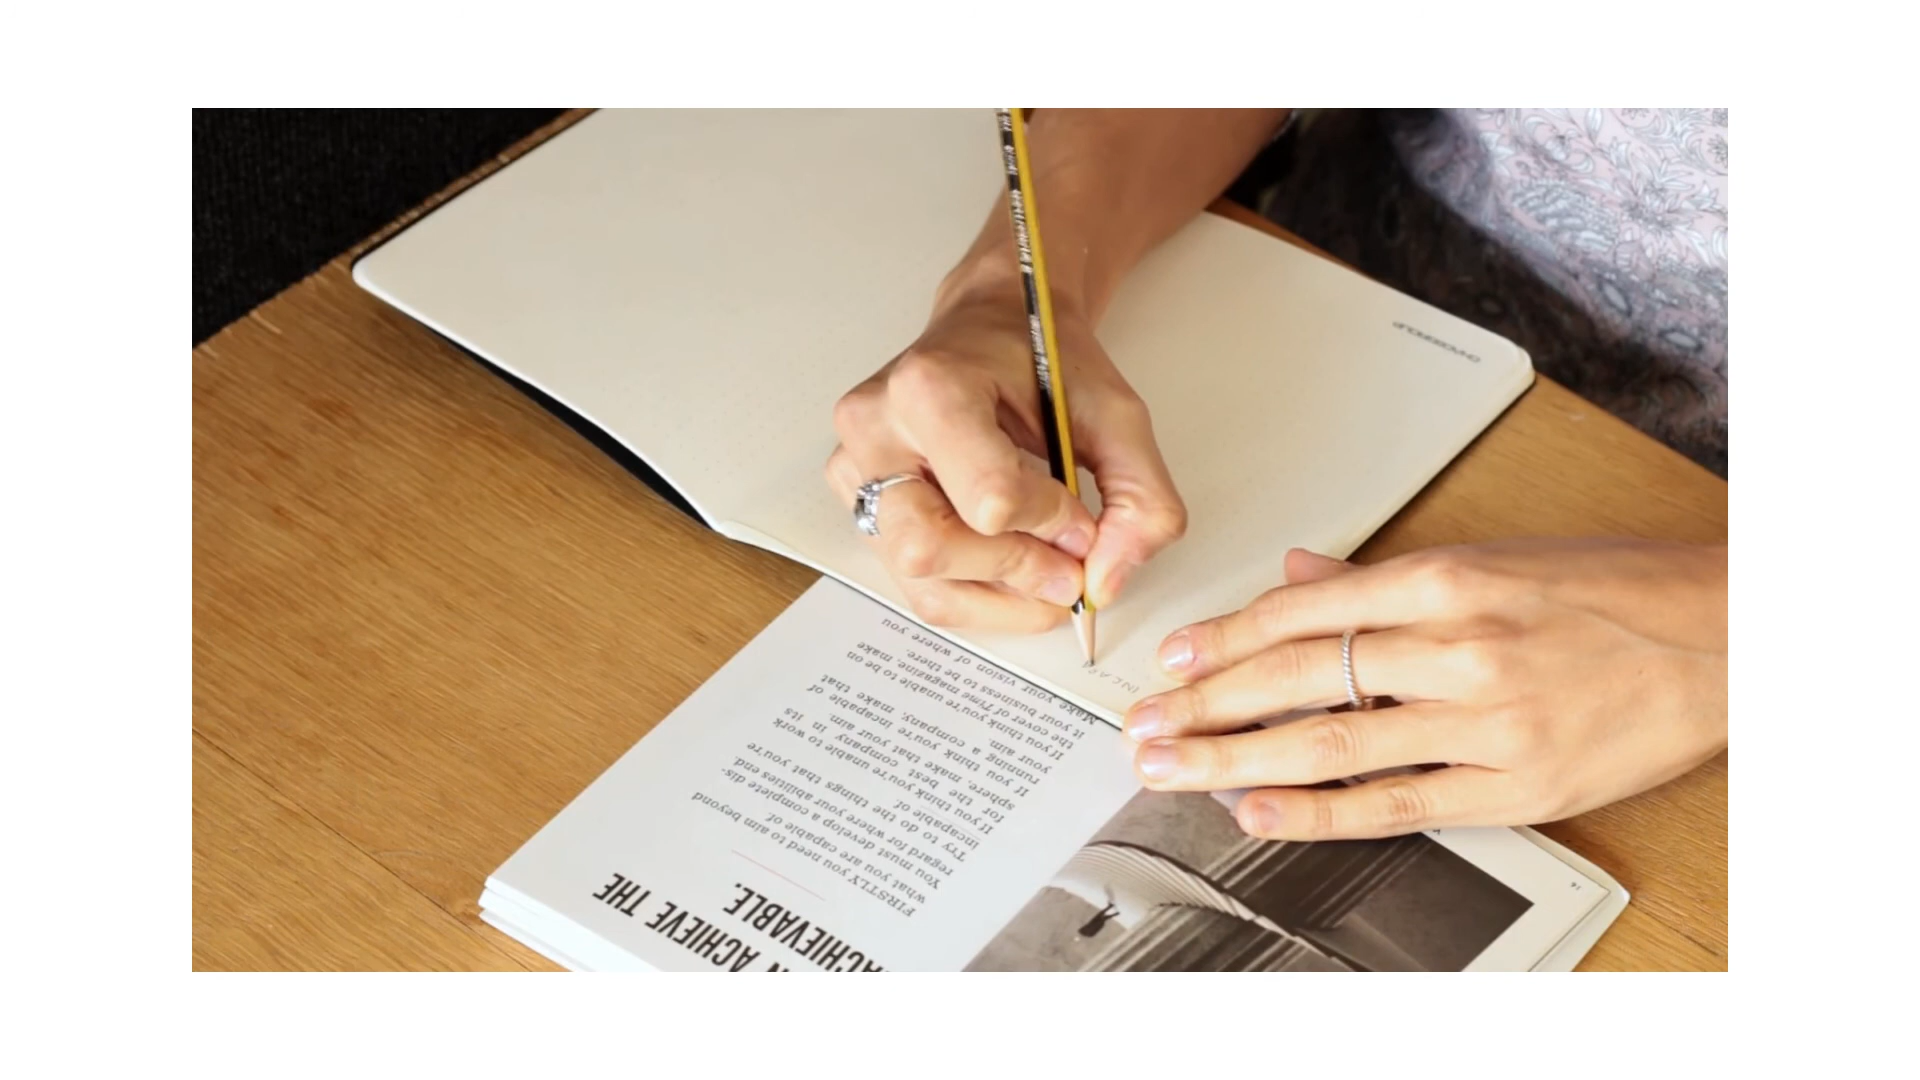 N ACHIEVE THE
ACHIEVABLE.
FIRSTLY you need to aim beyond
what you are capable of.
You must develop a complete dis-
regard for where your abilities end.
Try to do the things that you're
incapable of.
If you think you're unable to work
for the best company in its
sphere, make that your aim.
If you think you're incapable of
running a company, make that
your aim.
If you think you're unable to be on
the cover of Time magazine, make
it your business to be there.
Make your vision of where you
16